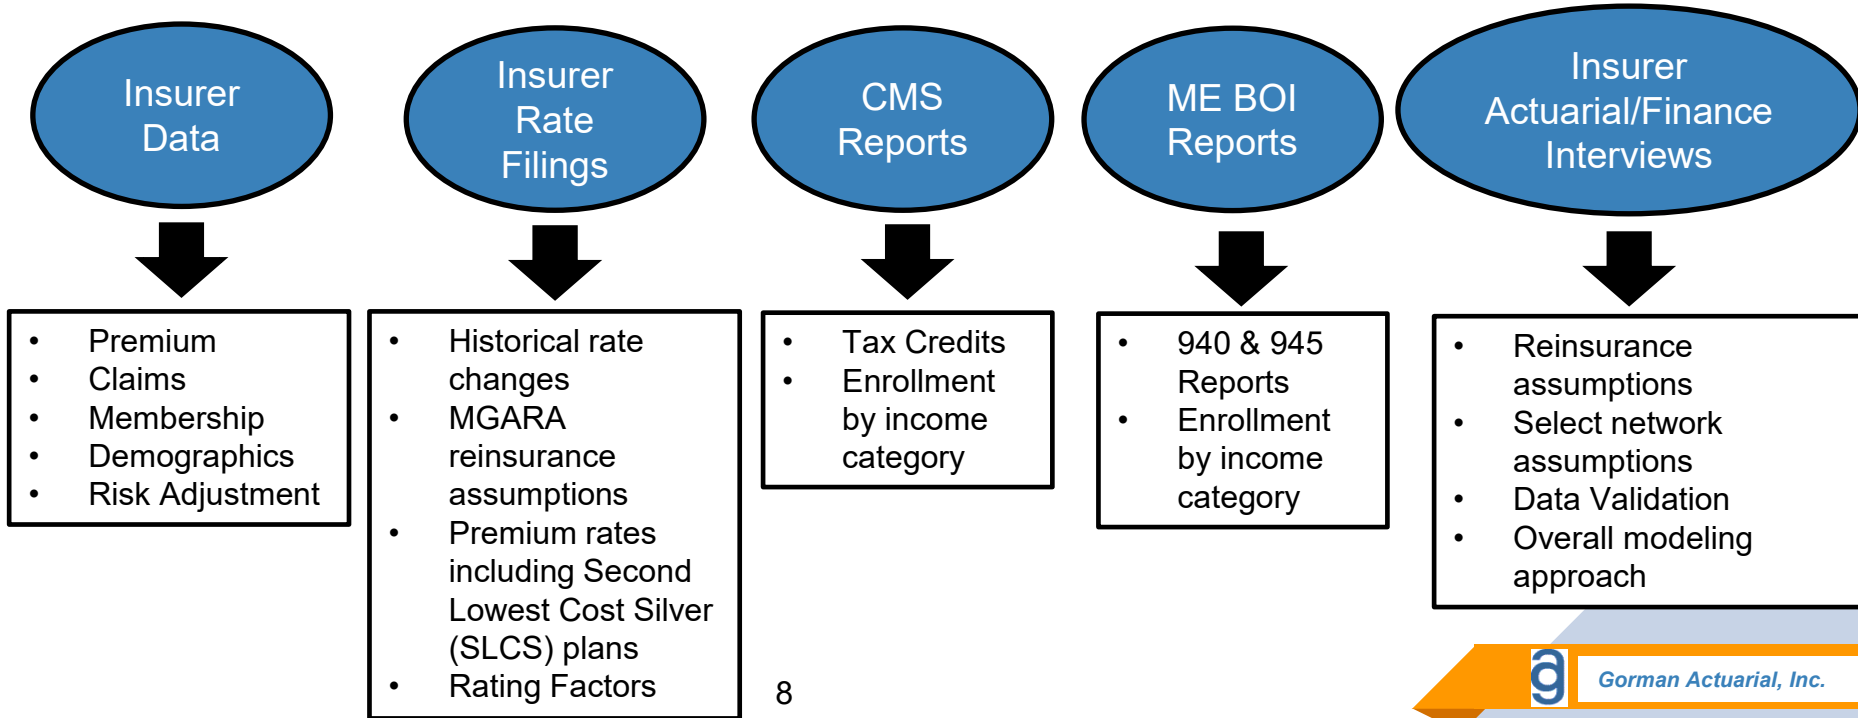 Insurer
Data
Insurer
Rate
Filings
CMS
Reports
ME BOI
Reports
Insurer
Actuarial/Finance
Interviews
• Premium
• Claims
• Membership
• Demographics
• Risk Adjustment
• Historical rate
changes
• MGARA
reinsurance
assumptions
• Premium rates
including Second
Lowest Cost Silver
(SLCS) plans
• Rating Factors
• Tax Credits
• Enrollment
by income
category
• 940 & 945
Reports
• Enrollment
by income
category
• Reinsurance
assumptions
• Select network
assumptions
• Data Validation
• Overall modeling
approach
8
Gorman Actuarial, Inc.